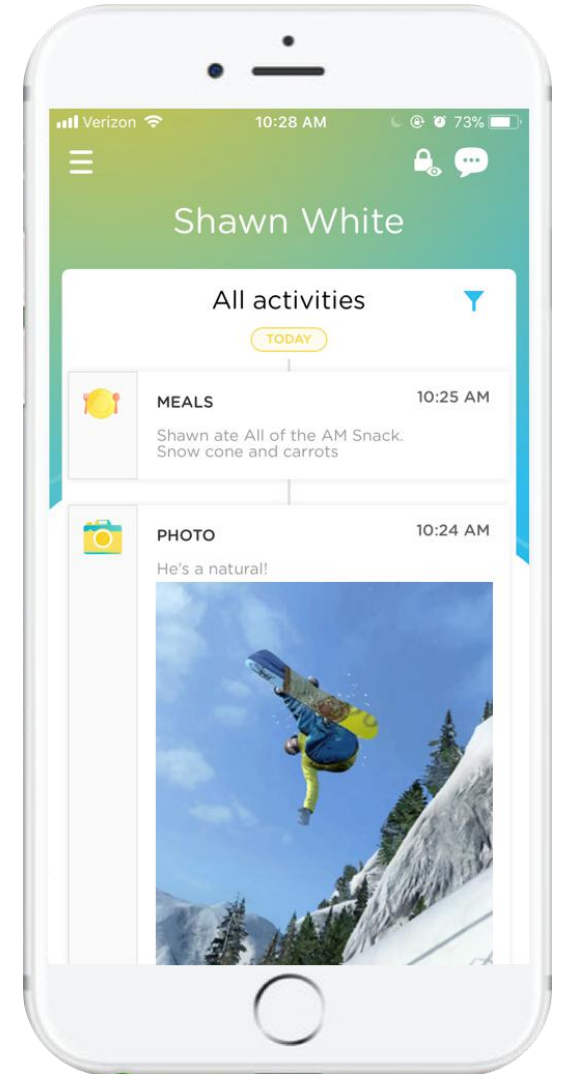 Verizon 10:28 AM 73%
Shawn White
All activities
TODAY
MEALS 10:25 AM
Shawn ate All of the AM Snack.
Snow cone and carrots
PHOTO 10:24 AM
He's a natural!